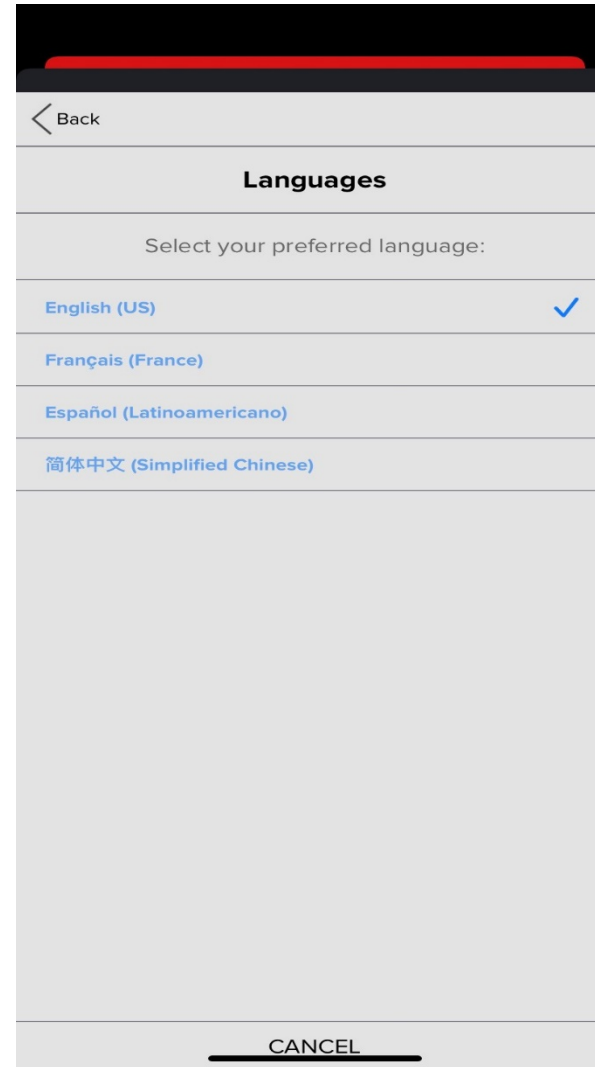 Back
Languages
Select your preferred language:
English (US)
Français (France)
Español (Latinoamericano)
简体中文 (Simplified Chinese)
CANCEL